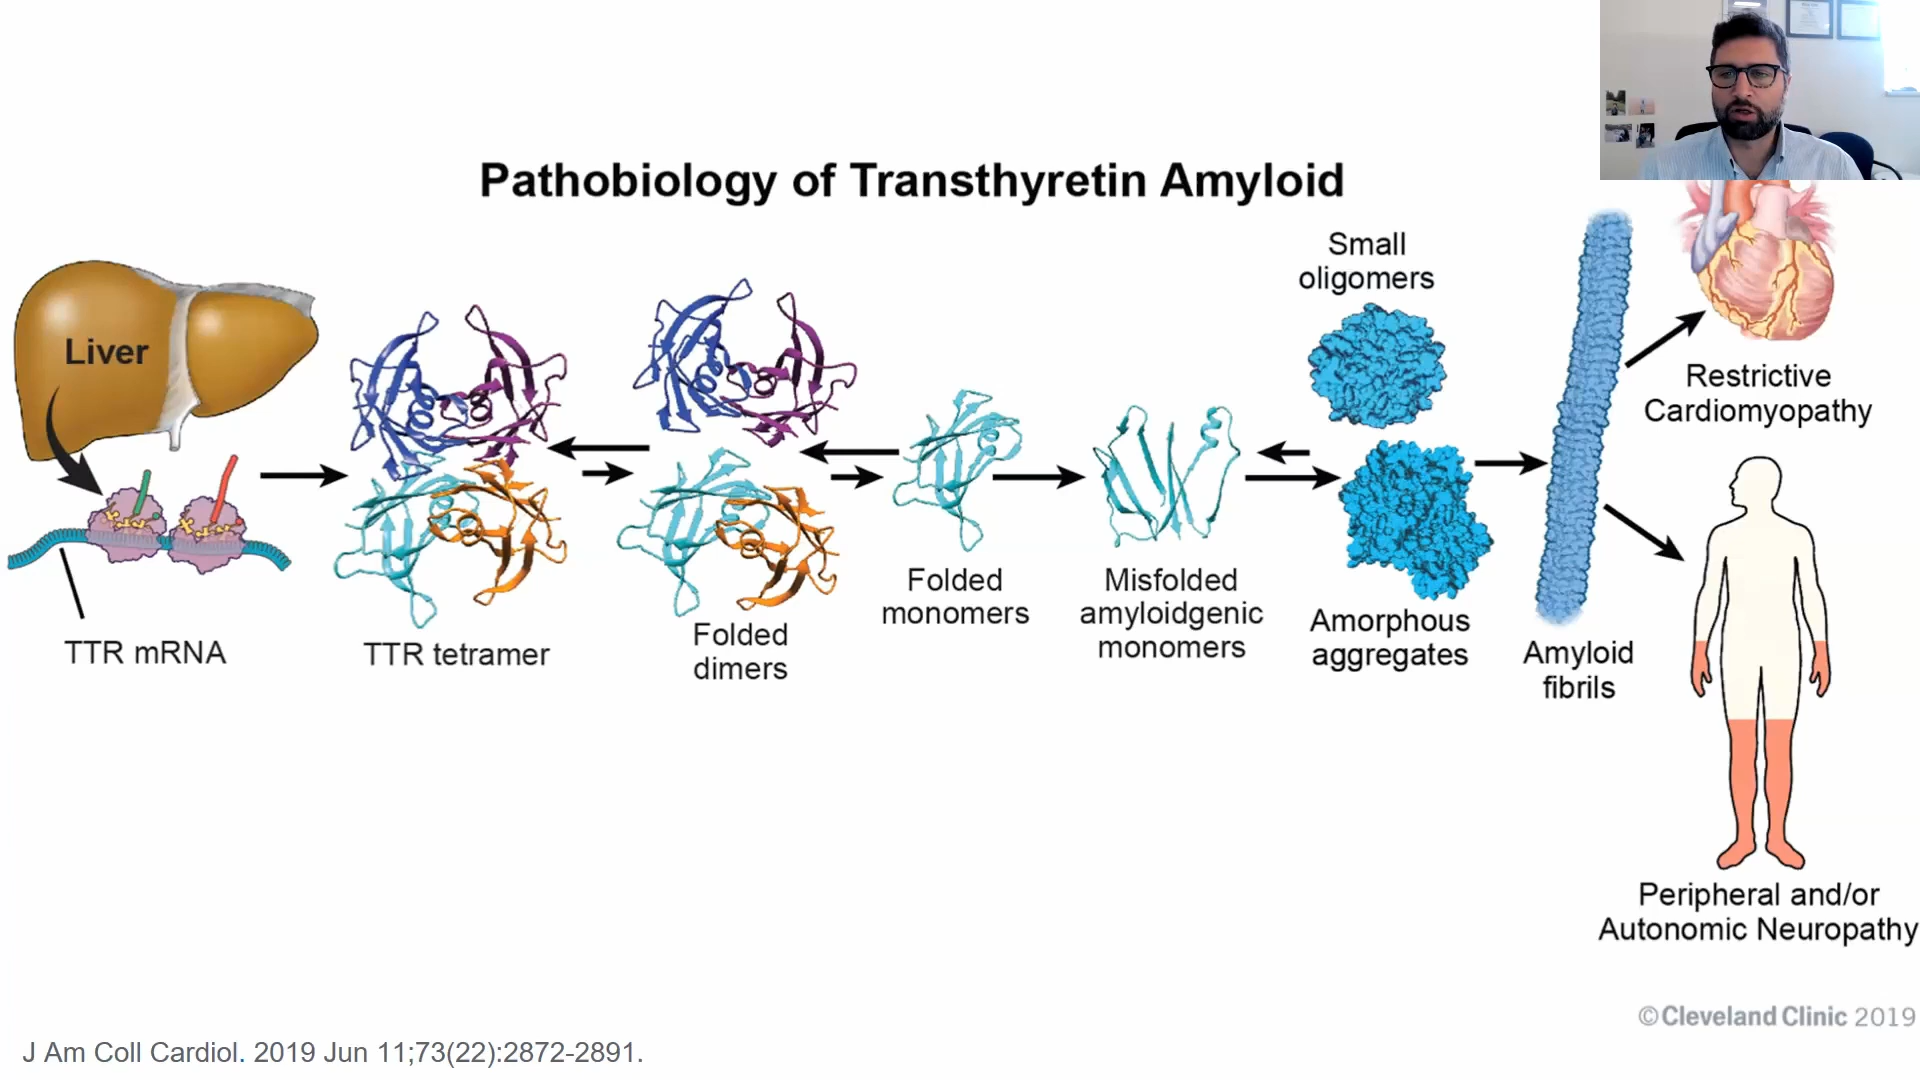 Pathobiology of Transthyretin Amyloid
Liver
TTR mRNA
TTR tetramer
Folded
dimers
Folded
monomers
Misfolded
amyloidgenic
monomers
Small
oligomers
Amorphous
aggregates
Amyloid
fibrils
Restrictive
Cardiomyopathy
Peripheral and/or
Autonomic Neuropathy
©Cleveland Clinic 2019
J Am Coll Cardiol. 2019 Jun 11;73(22):2872-2891.